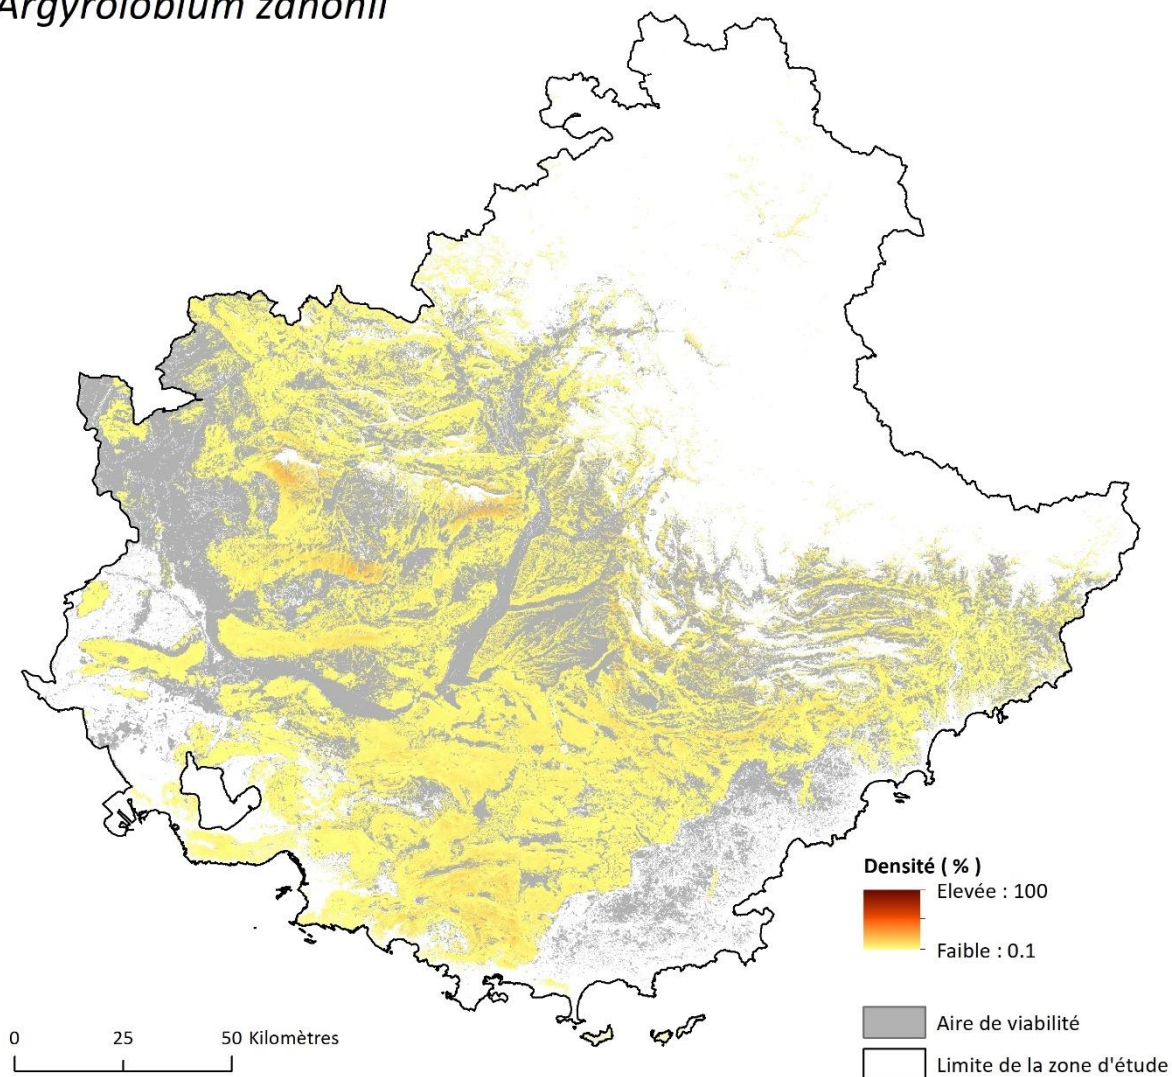 Argyrolobium zanonii
Densité ( % )
Elevée : 100
Faible : 0.1
0 25 50 Kilomètres
Aire de viabilité
Limite de la zone d'étude